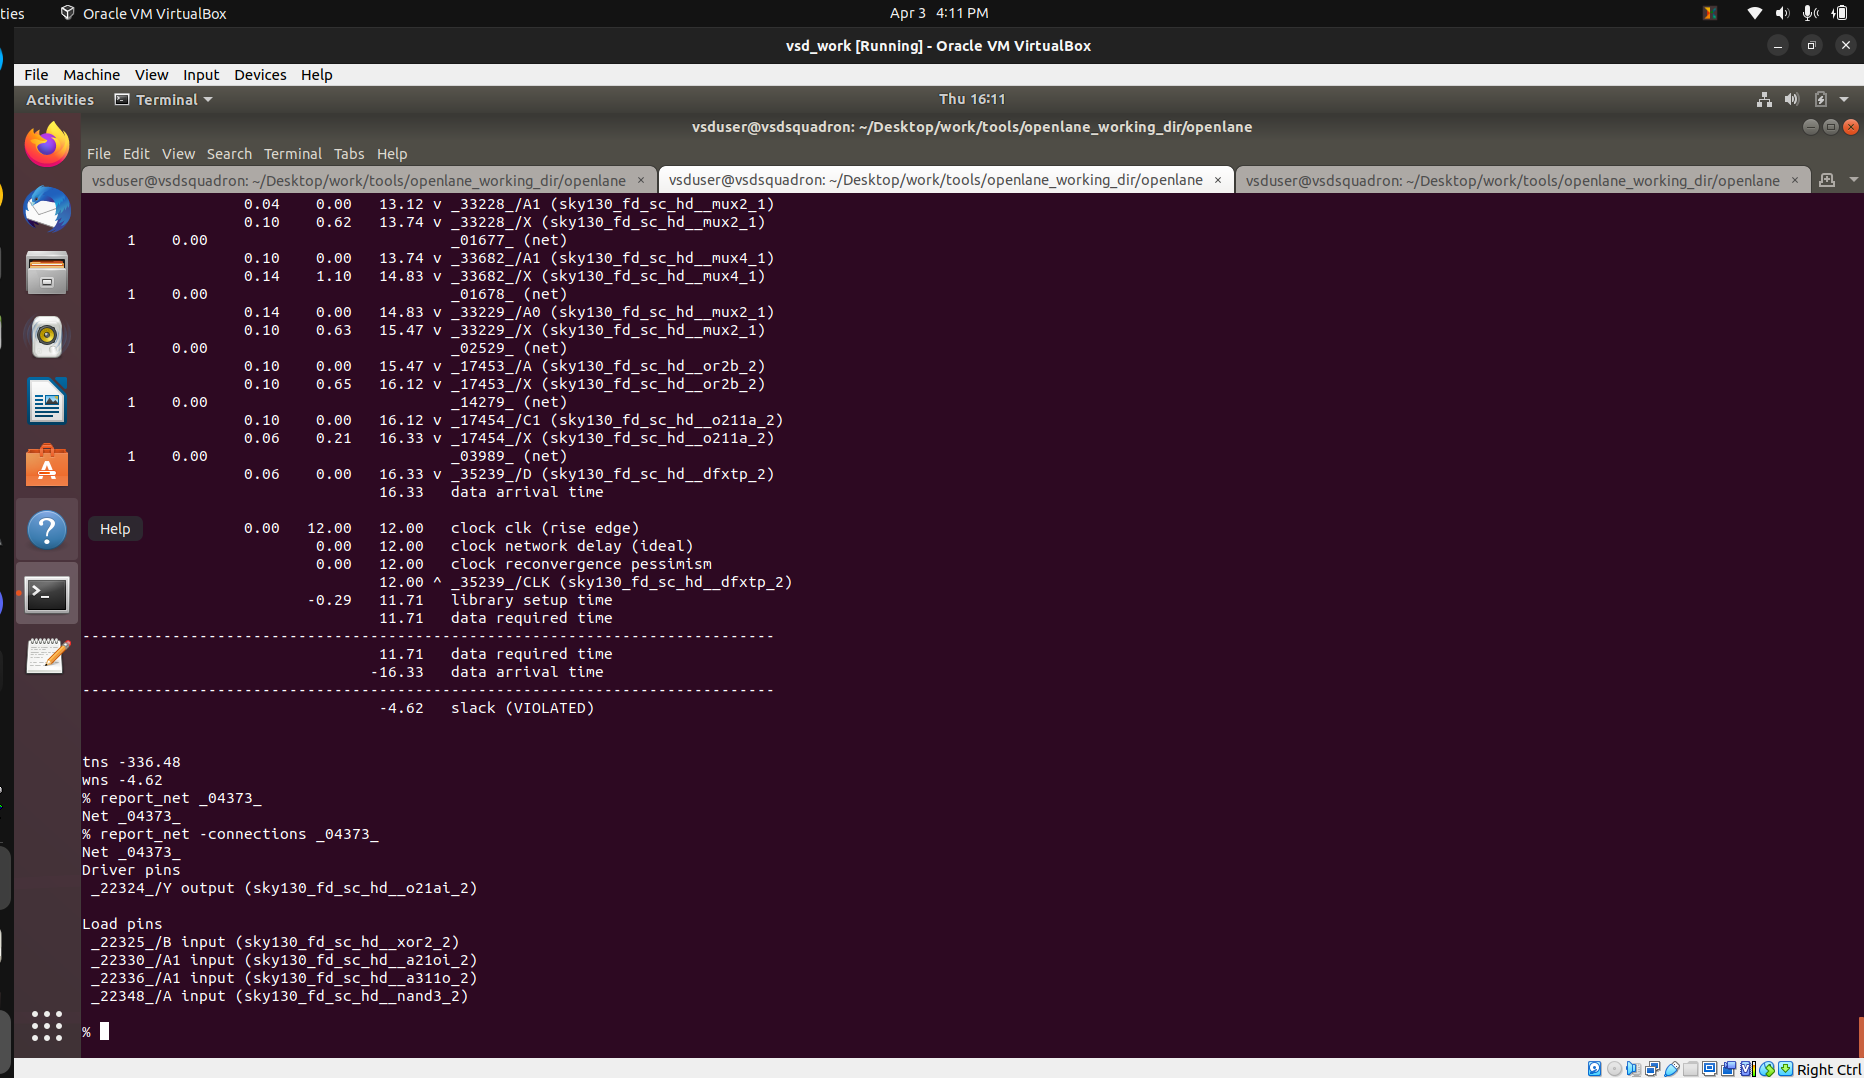 ties Oracle VM VirtualBox Apr 3 4:11 PM
vsd_work [Running] - Oracle VM VirtualBox
File Machine View Input Devices Help
Activities Terminal Thu 16:11
vsduser@vsdsquadron: ~/Desktop/work/tools/openlane_working_dir/openlane
File Edit View Search Terminal Tabs Help
vsduser@vsdsquadron: ~/Desktop/work/tools/openlane_working_dir/openlane × vsduser@vsdsquadron: ~/Desktop/work/tools/openlane_working_dir/openlane × vsduser@vsdsquadron: ~/Desktop/work/tools/openlane_working_dir/openlane ×
0.04 0.00 13.12 v _33228_/A1 (sky130_fd_sc_hd__mux2_1)
0.10 0.62 13.74 v _33228_/X (sky130_fd_sc_hd__mux2_1)
1 0.00 _01677_ (net)
0.10 0.00 13.74 v _33682_/A1 (sky130_fd_sc_hd__mux4_1)
0.14 1.10 14.83 v _33682_/X (sky130_fd_sc_hd__mux4_1)
1 0.00 _01678_ (net)
0.14 0.00 14.83 v _33229_/A0 (sky130_fd_sc_hd__mux2_1)
0.10 0.63 15.47 v _33229_/X (sky130_fd_sc_hd__mux2_1)
1 0.00 _02529_ (net)
0.10 0.00 15.47 v _17453_/A (sky130_fd_sc_hd__or2b_2)
0.10 0.65 16.12 v _17453_/X (sky130_fd_sc_hd__or2b_2)
1 0.00 _14279_ (net)
0.10 0.00 16.12 v _17454_/C1 (sky130_fd_sc_hd__o211a_2)
0.06 0.21 16.33 v _17454_/X (sky130_fd_sc_hd__o211a_2)
1 0.00 _03989_ (net)
0.06 0.00 16.33 v _35239_/D (sky130_fd_sc_hd__dfxtp_2)
16.33 data arrival time
Help 0.00 12.00 12.00 clock clk (rise edge)
0.00 12.00 clock network delay (ideal)
0.00 12.00 clock reconvergence pessimism
12.00 ^ _35239_/CLK (sky130_fd_sc_hd__dfxtp_2)
-0.29 11.71 library setup time
11.71 data required time
-----------------------------------------------------------------------------
11.71 data required time
-16.33 data arrival time
-----------------------------------------------------------------------------
-4.62 slack (VIOLATED)
tns -336.48
wns -4.62
% report_net _04373_
Net _04373_
% report_net -connections _04373_
Net _04373_
Driver pins
_22324_/Y output (sky130_fd_sc_hd__o21ai_2)
Load pins
_22325_/B input (sky130_fd_sc_hd__xor2_2)
_22330_/A1 input (sky130_fd_sc_hd__a21oi_2)
_22336_/A1 input (sky130_fd_sc_hd__a311o_2)
_22348_/A input (sky130_fd_sc_hd__nand3_2)
%
Right Ctrl